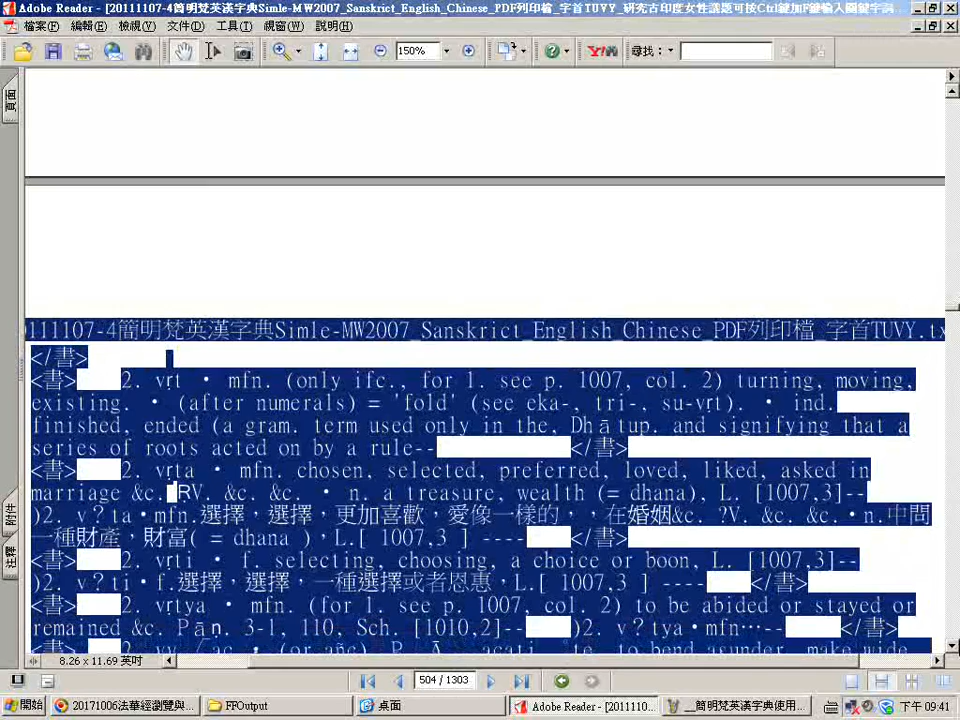 Adobe Reader - [20111107-4簡明梵英漢字典Simle-MW2007_Sanskrict_English_Chinese_PDF列印檔_字首TUVY_研究古印度女性議題可按Ctrl鍵加F鍵輸入關鍵字詞
檔案(F) 編輯(E) 檢視(V) 文件(D) 工具(T) 視窗(W) 說明(H)
150% Y! 尋找:
頁面
0111107-4簡明梵英漢字典Simle-MW2007_Sanskrict_English_Chinese_PDF列印檔_字首TUVY.tx
</書>
<書> 2. vṛt • mfn. (only ifc., for 1. see p. 1007, col. 2) turning, moving,
existing. • (after numerals) = 'fold' (see eka-, tri-, su-vṛt). • ind.
finished, ended (a gram. term used only in the, Dhātup. and signifying that a
series of roots acted on by a rule-- </書>
<書> 2. vṛta • mfn. chosen, selected, preferred, loved, liked, asked in
marriage &c. ṚV. &c. &c. • n. a treasure, wealth (= dhana), L. [1007,3]--
)2. v?ta•mfn.選擇，選擇，更加喜歡，愛像一樣的，，在婚姻&c. ?V. &c. &c.•n.中問
一種財產，財富( = dhana )，L.[ 1007,3 ] ---- </書>
<書> 2. vṛti • f. selecting, choosing, a choice or boon, L. [1007,3]--
)2. v?ti•f.選擇，選擇，一種選擇或者恩惠，L.[ 1007,3 ] ---- </書>
<書> 2. vṛtya • mfn. (for 1. see p. 1007, col. 2) to be abided or stayed or
remained &c. Pāṇ. 3-1, 110, Sch. [1010,2]-- )2. v?tya•mfn…-- </書>
附件
注釋
8.26 x 11.69 英吋
504 / 1303
開始 20171006法華經瀏覽與... FFOutput 桌面 Adobe Reader - [2011110... __簡明梵英字典使用... 下午 09:41